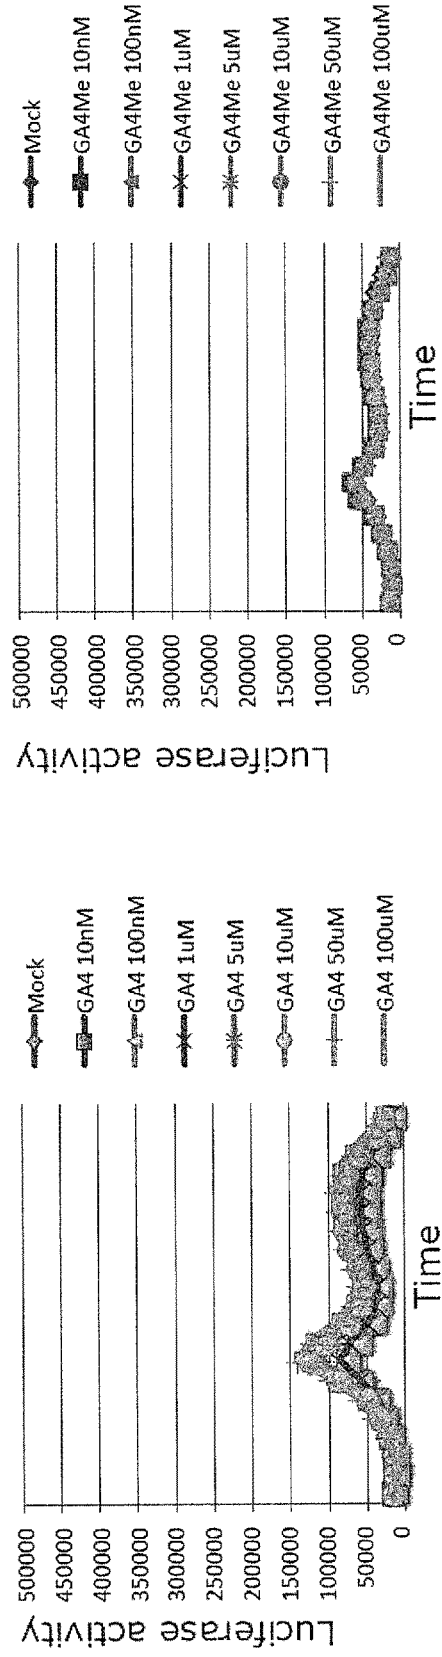 Luciferase activity
500000
450000
400000
350000
300000
250000
200000
150000
100000
50000
0
Time
Mock
GA4 10nM
GA4 100nM
GA4 1uM
GA4 5uM
GA4 10uM
GA4 50uM
GA4 100uM
Luciferase activity
500000
450000
400000
350000
300000
250000
200000
150000
100000
50000
0
Time
Mock
GA4Me 10nM
GA4Me 100nM
GA4Me 1uM
GA4Me 5uM
GA4Me 10uM
GA4Me 50uM
GA4Me 100uM